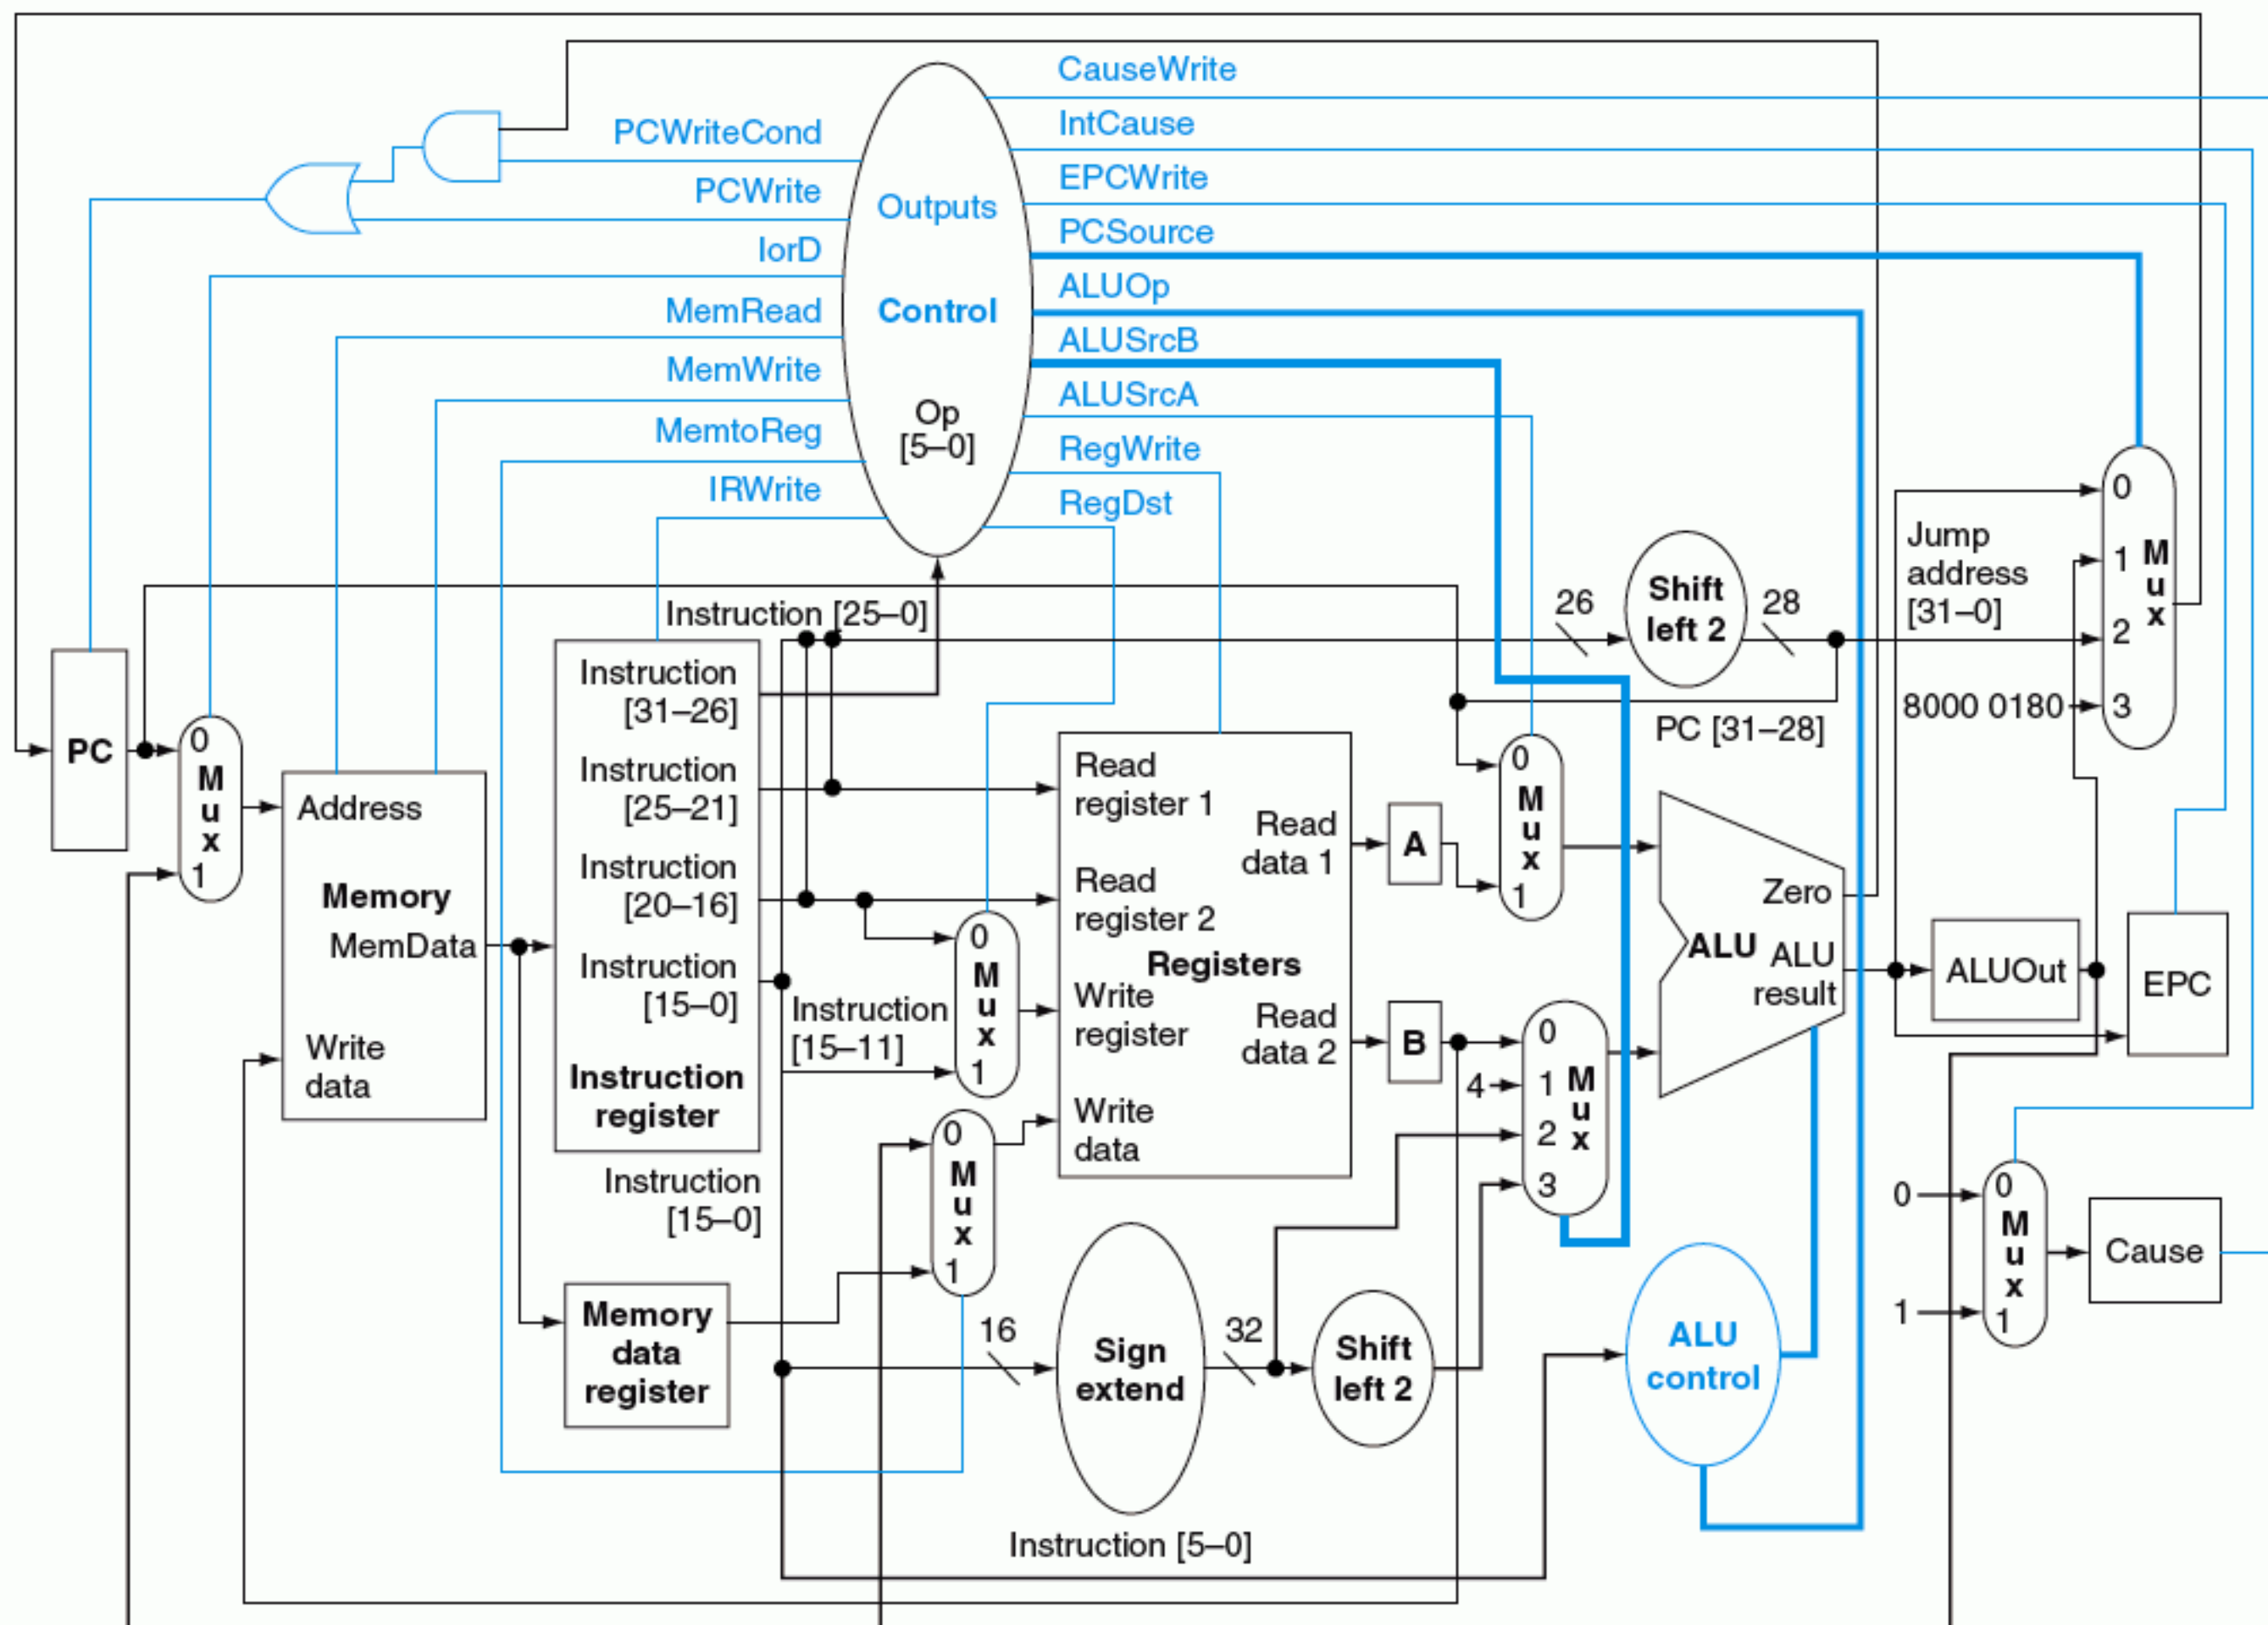 CauseWrite
IntCause
EPCWrite
PCSource
ALUOp
ALUSrcB
ALUSrcA
RegWrite
RegDst
PCWriteCond
PCWrite
IorD
MemRead
MemWrite
MemtoReg
IRWrite
Outputs
Control
Op
[5–0]
Instruction [25–0]
26
Shift
left 2
28
Jump
address
[31–0]
0
1
2
3
M
u
x
8000 0180
PC [31–28]
PC
0
M
u
x
1
Address
Memory
MemData
Write
data
Instruction
[31–26]
Instruction
[25–21]
Instruction
[20–16]
Instruction
[15–0]
Instruction
register
Instruction
[15–11]
0
M
u
x
1
Read
register 1
Read
register 2
Registers
Write
register
Write
data
Read
data 1
Read
data 2
A
B
0
M
u
x
1
4
0
1
2
3
M
u
x
Zero
ALU
ALU
result
ALUOut
EPC
Instruction
[15–0]
0
M
u
x
1
Memory
data
register
16
Sign
extend
32
Shift
left 2
ALU
control
0
1
0
M
u
x
1
Cause
Instruction [5–0]